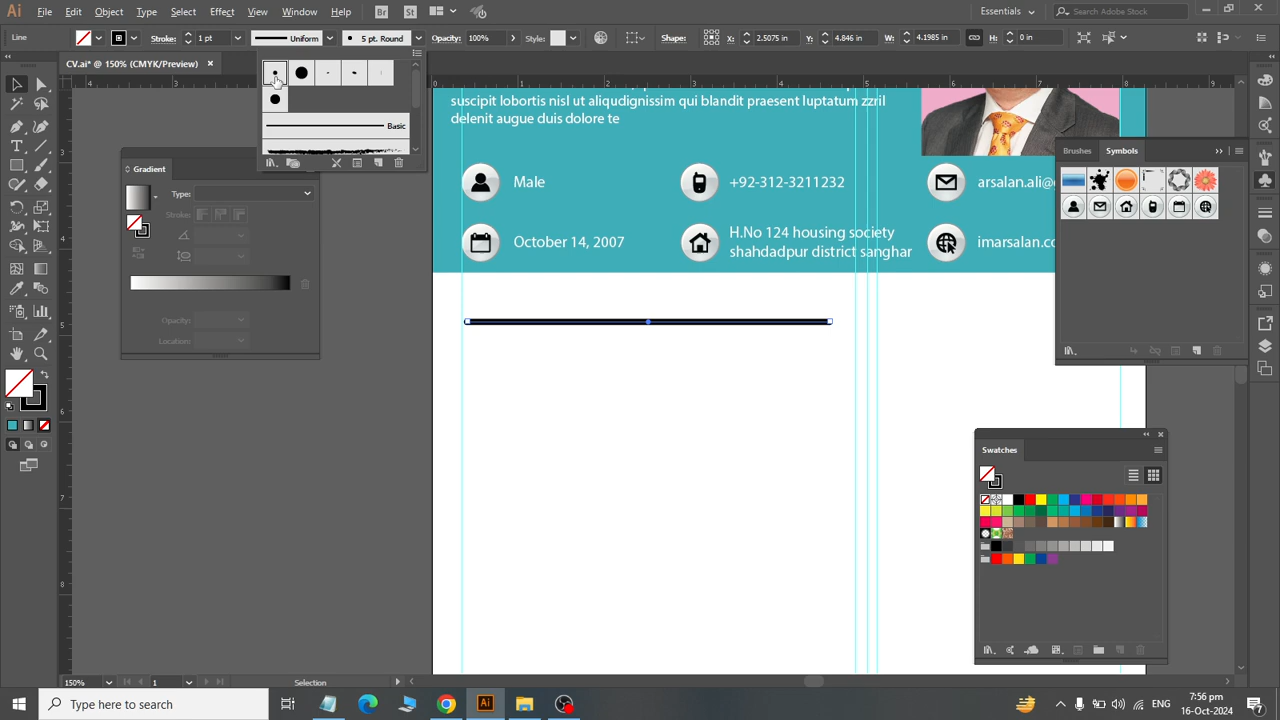 Ai File Edit Object Type Select Effect View Window Help Br St Essentials Search Adobe Stock
Line Stroke: 1 pt Uniform 5 pt. Round Opacity: 100% Style: Shape: X: 2.5075 in Y: 4.846 in W: 4.1985 in H: 0 in
CV.ai* @ 150% (CMYK/Preview)
Basic
suscipit lobortis nisl ut aliqudignissim qui blandit praesent luptatum zzril
delenit augue duis dolore te
Gradient
Type:
Stroke:
Opacity:
Location:
Male +92-312-3211232 arsalan.ali@
October 14, 2007 H.No 124 housing society
shahdadpur district sanghar imarsalan.co
Brushes Symbols
Swatches
150% 1 Selection
Type here to search
ENG 7:56 pm
16-Oct-2024